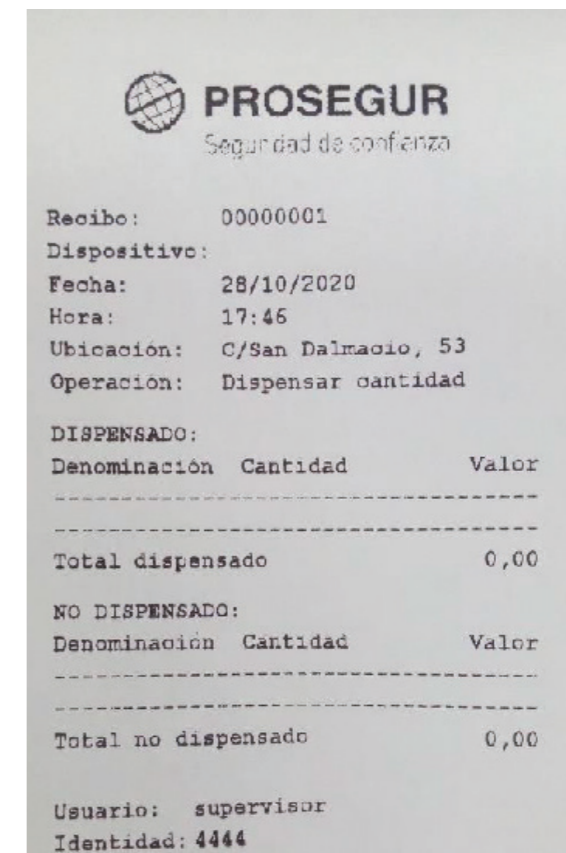 PROSEGUR
Seguridad de confianza
Recibo: 00000001
Dispositivo:
Fecha: 28/10/2020
Hora: 17:46
Ubicación: C/San Dalmacio, 53
Operación: Dispensar cantidad
DISPENSADO:
Denominación Cantidad Valor
---------------------------------------
---------------------------------------
Total dispensado 0,00
NO DISPENSADO:
Denominación Cantidad Valor
---------------------------------------
---------------------------------------
Total no dispensado 0,00
Usuario: supervisor
Identidad: 4444